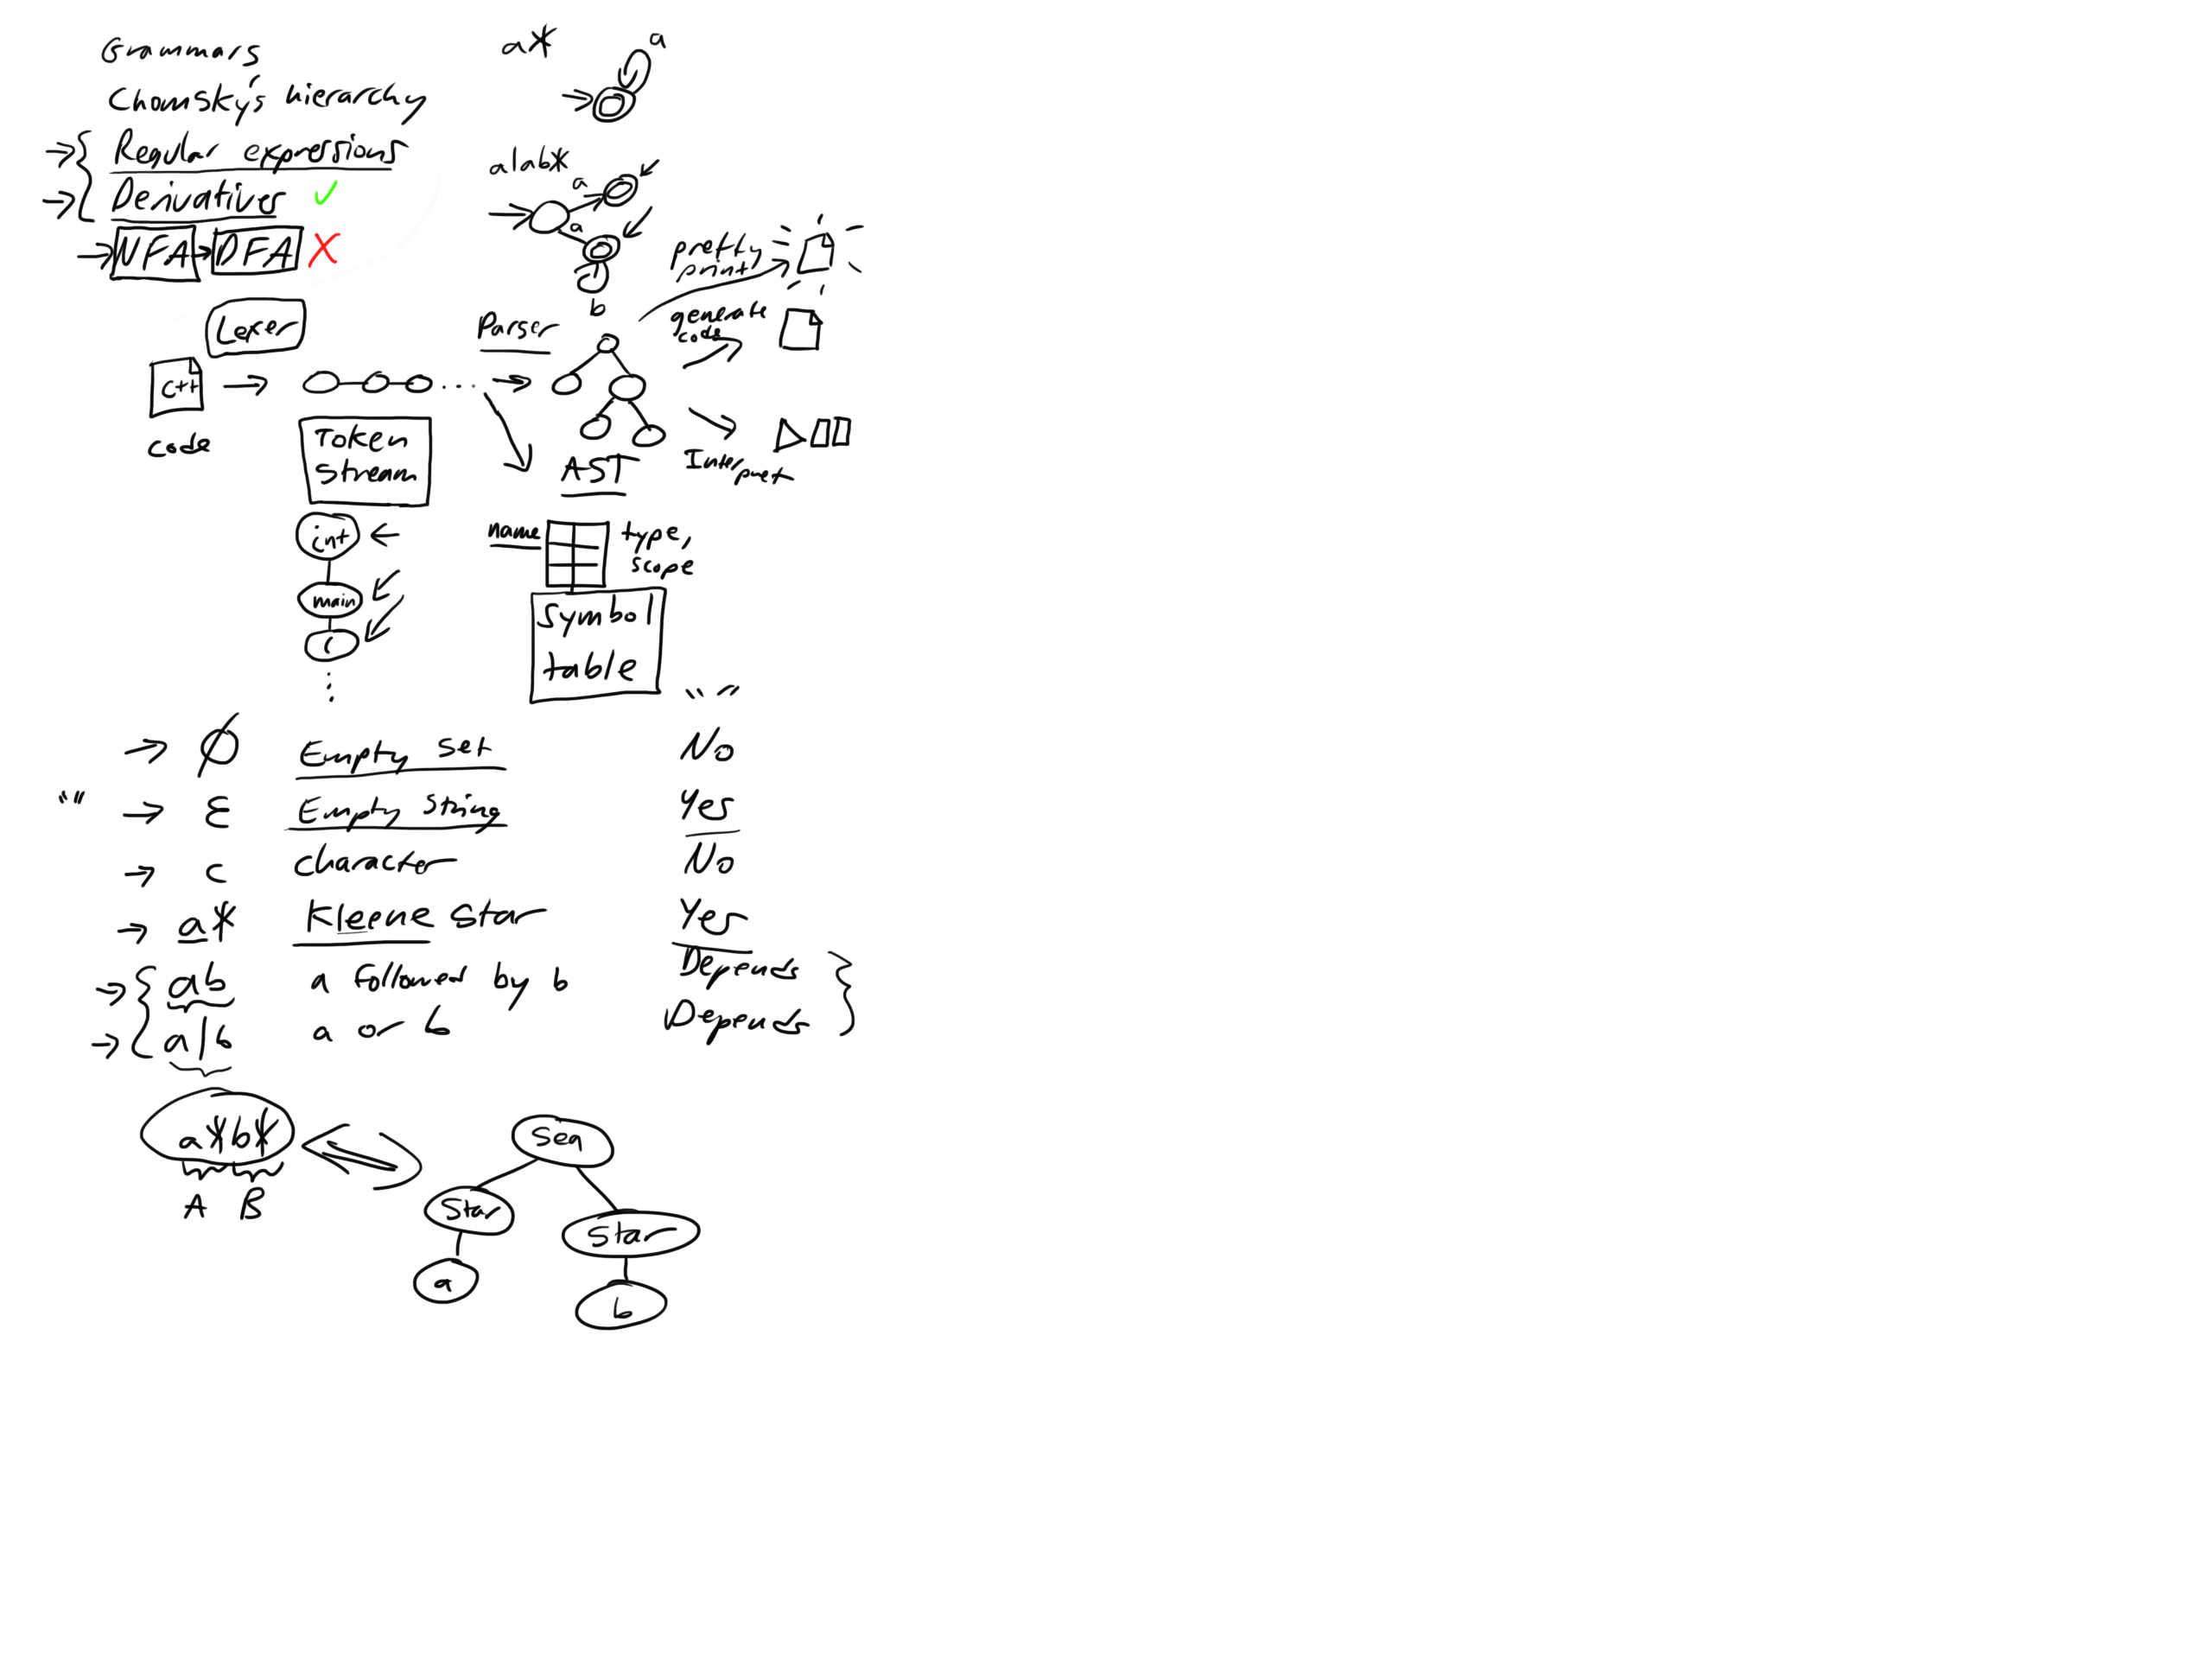 Grammars
Chomsky's hierarchy
Regular expressions
Derivatives ✓
NFA → DFA X
a*
a
a|ab*
a
a
b
pretty
print
generate
code
Lexer
Parser
C++
...
code
Token
Stream
AST
Interpret
int
main
(
⋮
name
type,
scope
Symbol
table
""
→ ∅ Empty Set No
"" → ε Empty String Yes
→ c character No
→ a* Kleene Star Yes
→ ab a followed by b Depends
→ a|b a or b Depends
a*b*
A B
Seq
Star
Star
a
b